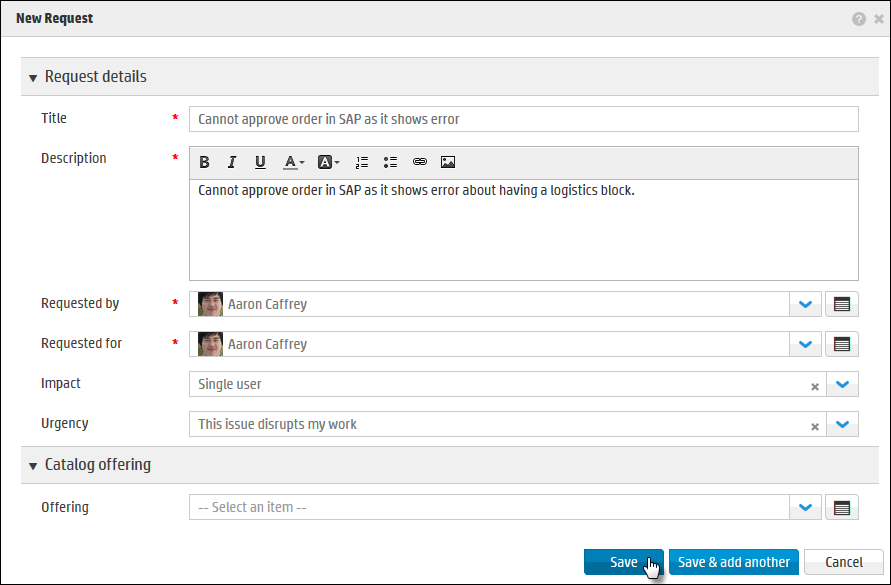 New Request
Request details
Title *
Cannot approve order in SAP as it shows error
Description *
B I U A A
Cannot approve order in SAP as it shows error about having a logistics block.
Requested by *
Aaron Caffrey
Requested for *
Aaron Caffrey
Impact
Single user
Urgency
This issue disrupts my work
Catalog offering
Offering
-- Select an item --
Save
Save & add another
Cancel